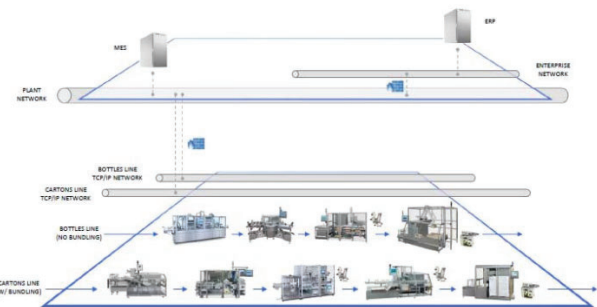 ERP
MES
ENTERPRISE
NETWORK
PLANT
NETWORK
BOTTLES LINE
TCP/IP NETWORK
CARTONS LINE
TCP/IP NETWORK
BOTTLES LINE
(NO BUNDLING)
CARTONS LINE
W/ BUNDLING)